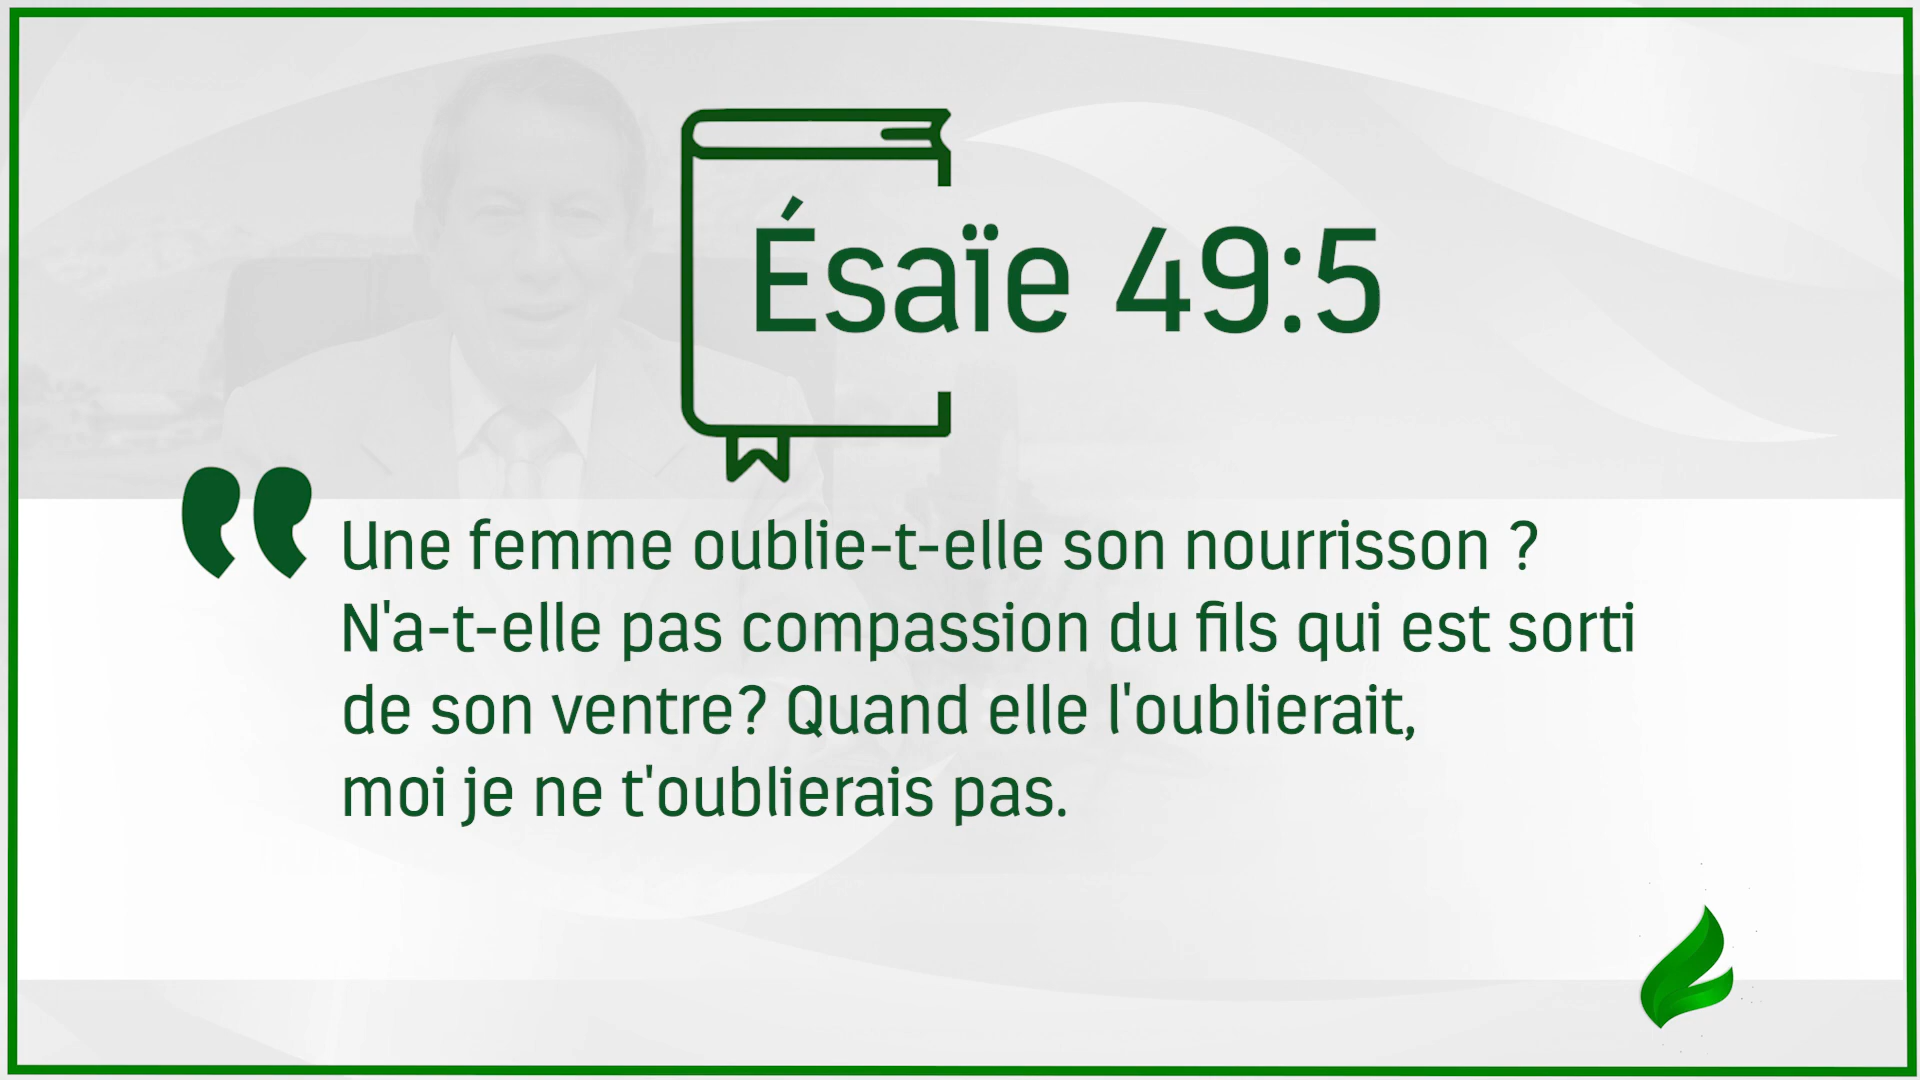 Ésaïe 49:5
“ Une femme oublie-t-elle son nourrisson ?
N'a-t-elle pas compassion du fils qui est sorti
de son ventre? Quand elle l'oublierait,
moi je ne t'oublierais pas.